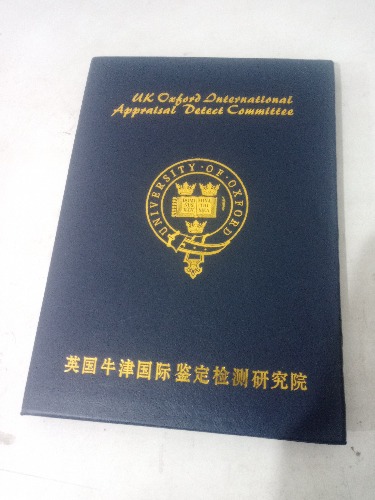 UK Oxford International
Appraisal Detect Committee
UNIVERSITY OF OXFORD
英国牛津国际鉴定检测研究院